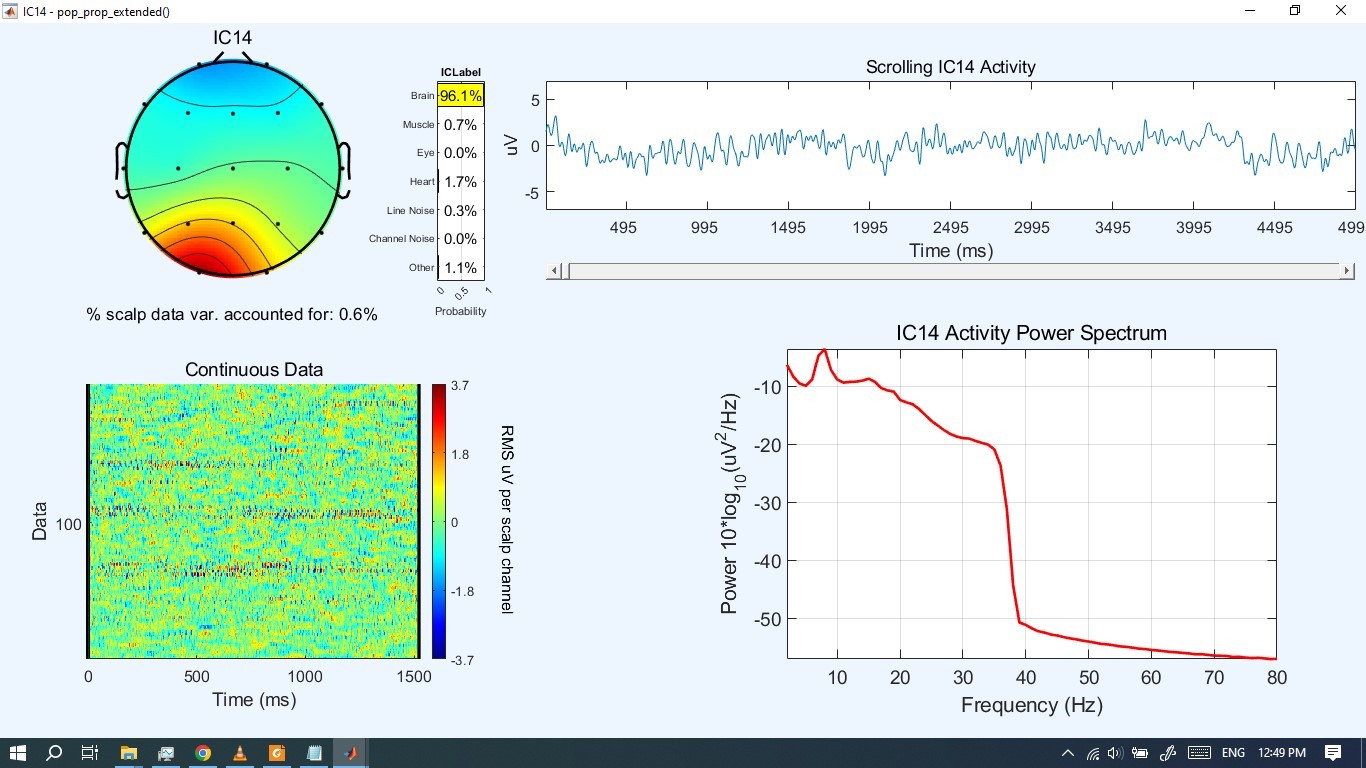 IC14 - pop_prop_extended()
IC14
ICLabel
Brain 96.1%
Muscle 0.7%
Eye 0.0%
Heart 1.7%
Line Noise 0.3%
Channel Noise 0.0%
Other 1.1%
0 0.5 1
Probability
% scalp data var. accounted for: 0.6%
Scrolling IC14 Activity
uV
5
0
-5
495 995 1495 1995 2495 2995 3495 3995 4495 499
Time (ms)
Continuous Data
Data
100
0 500 1000 1500
Time (ms)
3.7
1.8
0
-1.8
-3.7
RMS uV per scalp channel
IC14 Activity Power Spectrum
Power 10*log10(uV2/Hz)
-10
-20
-30
-40
-50
10 20 30 40 50 60 70 80
Frequency (Hz)
ENG 12:49 PM